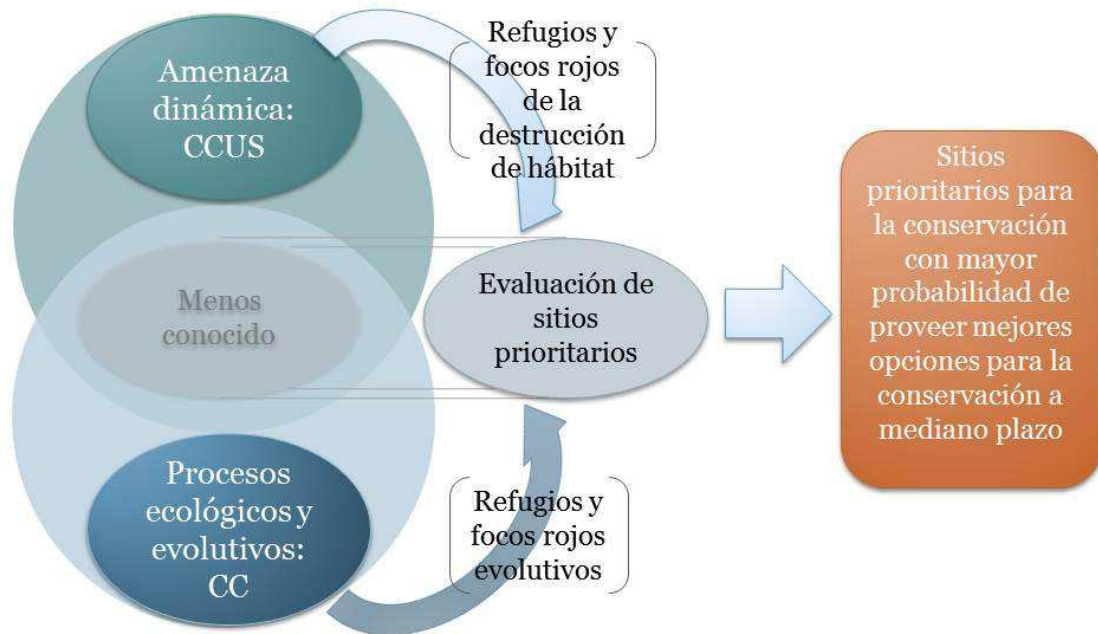 Amenaza
dinámica:
CCUS
Refugios y
focos rojos
de la
destrucción
de hábitat
Menos
conocido
Evaluación de
sitios
prioritarios
Procesos
ecológicos y
evolutivos:
CC
Refugios y
focos rojos
evolutivos
Sitios
prioritarios para
la conservación
con mayor
probabilidad de
proveer mejores
opciones para la
conservación a
mediano plazo